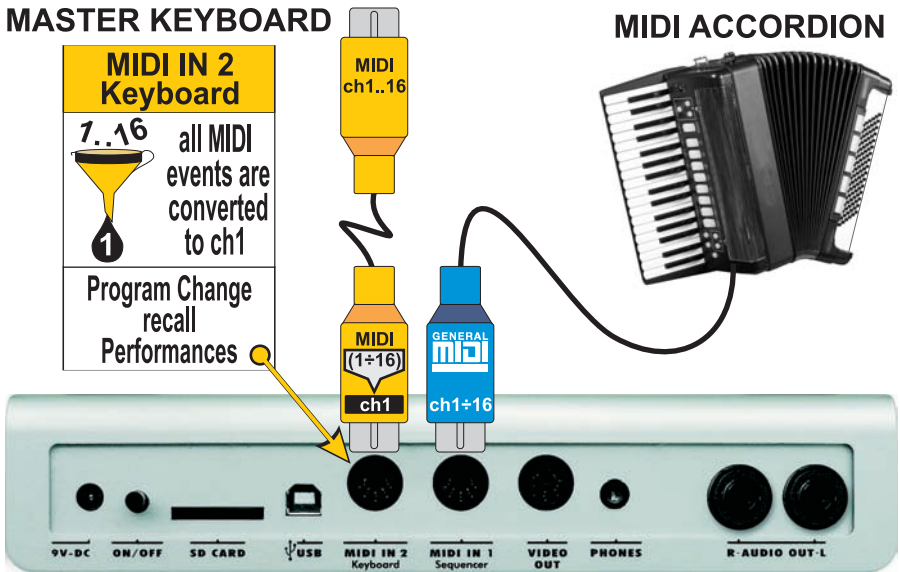 MASTER KEYBOARD
MIDI ACCORDION
MIDI IN 2
Keyboard
1..16
all MIDI
events are
converted
to ch1
1
Program Change
recall
Performances
MIDI
ch1..16
MIDI
(1÷16)
ch1
GENERAL
MIDI
ch1÷16
9V-DC
ON/OFF
SD CARD
USB
MIDI IN 2
Keyboard
MIDI IN 1
Sequencer
VIDEO
OUT
PHONES
R-AUDIO OUT-L